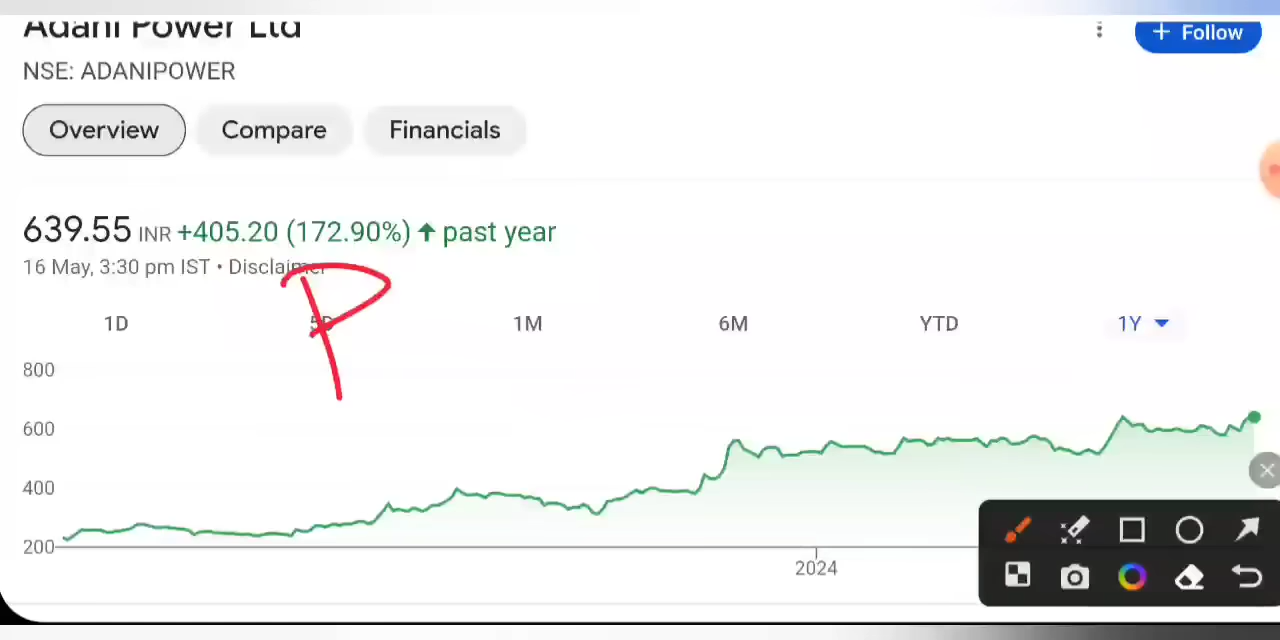 Adani Power Ltd
+ Follow
NSE: ADANIPOWER
Overview Compare Financials
639.55 INR +405.20 (172.90%) ↑ past year
16 May, 3:30 pm IST • Disclaimer
1D 5D 1M 6M YTD 1Y
800
600
400
200
2024
P